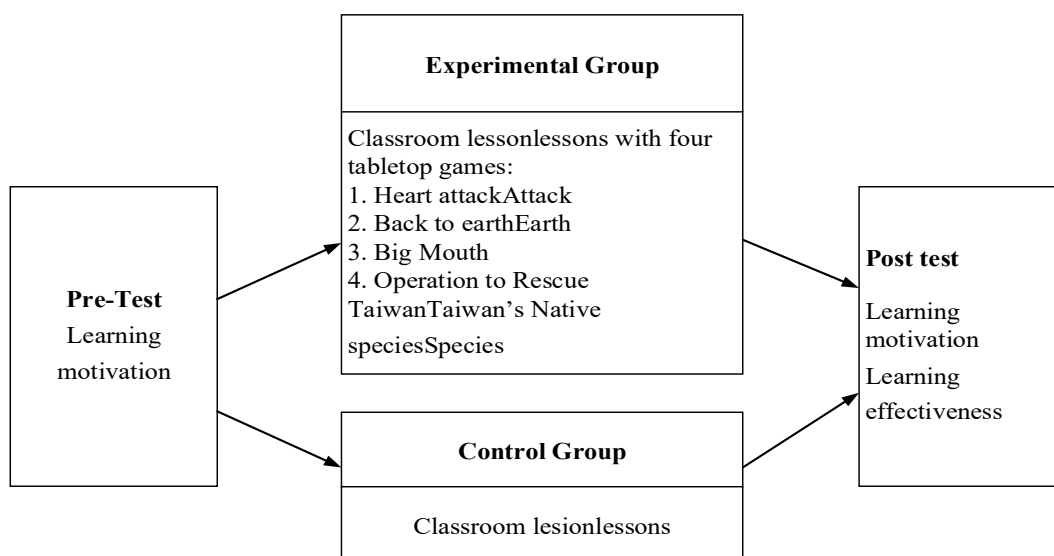 Pre-Test
Learning
motivation
Experimental Group
Classroom lessonlessons with four
tabletop games:
1. Heart attackAttack
2. Back to earthEarth
3. Big Mouth
4. Operation to Rescue
TaiwanTaiwan’s Native
speciesSpecies
Control Group
Classroom lesionlessons
Post test
Learning
motivation
Learning
effectiveness